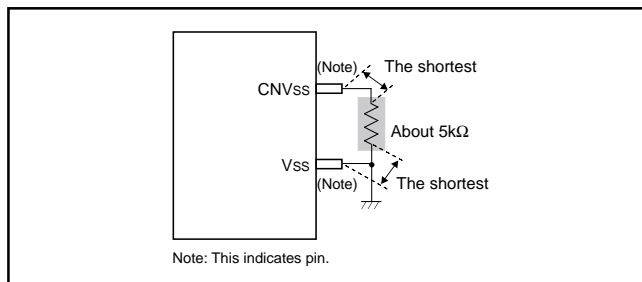 (Note)
The shortest
CNVss
About 5kΩ
Vss
(Note)
The shortest
Note: This indicates pin.